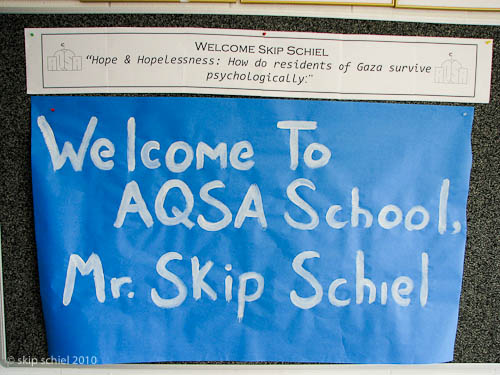 WELCOME SKIP SCHIEL
"Hope & Hopelessness: How do residents of Gaza survive
psychologically?"
Welcome To
AQSA School,
Mr. Skip Schiel
© skip schiel 2010